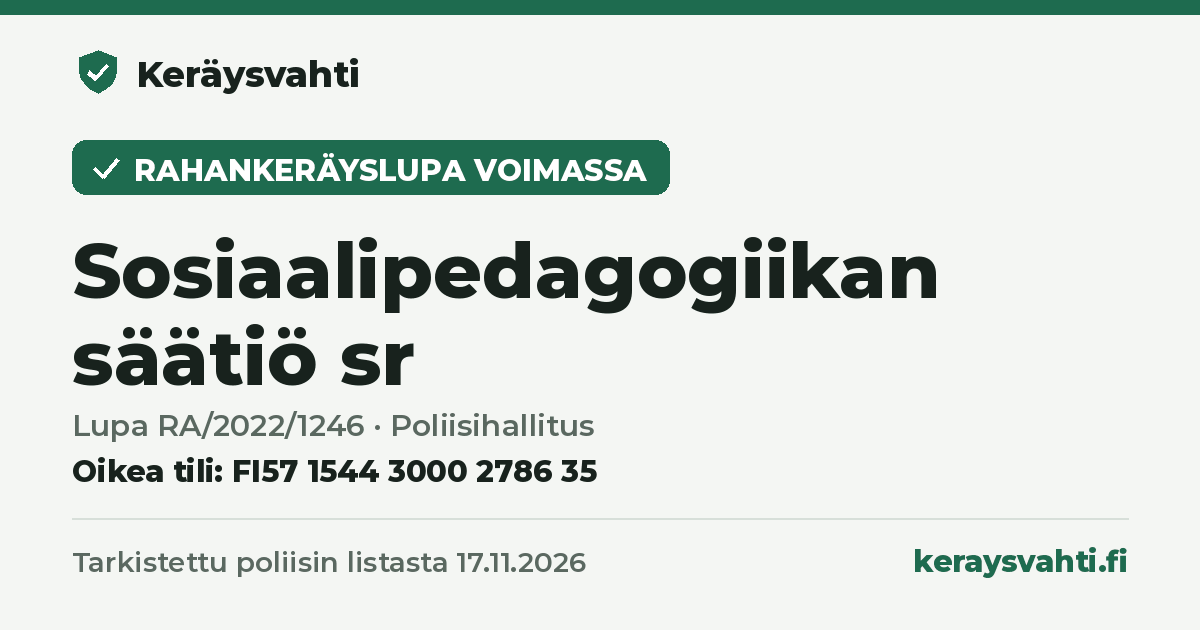 Keräysvahti
RAHANKERÄYSLUPA VOIMASSA
Sosiaalipedagogiikan
säätiö sr
Lupa RA/2022/1246 · Poliisihallitus
Oikea tili: FI57 1544 3000 2786 35
Tarkistettu poliisin listasta 17.11.2026
keraysvahti.fi